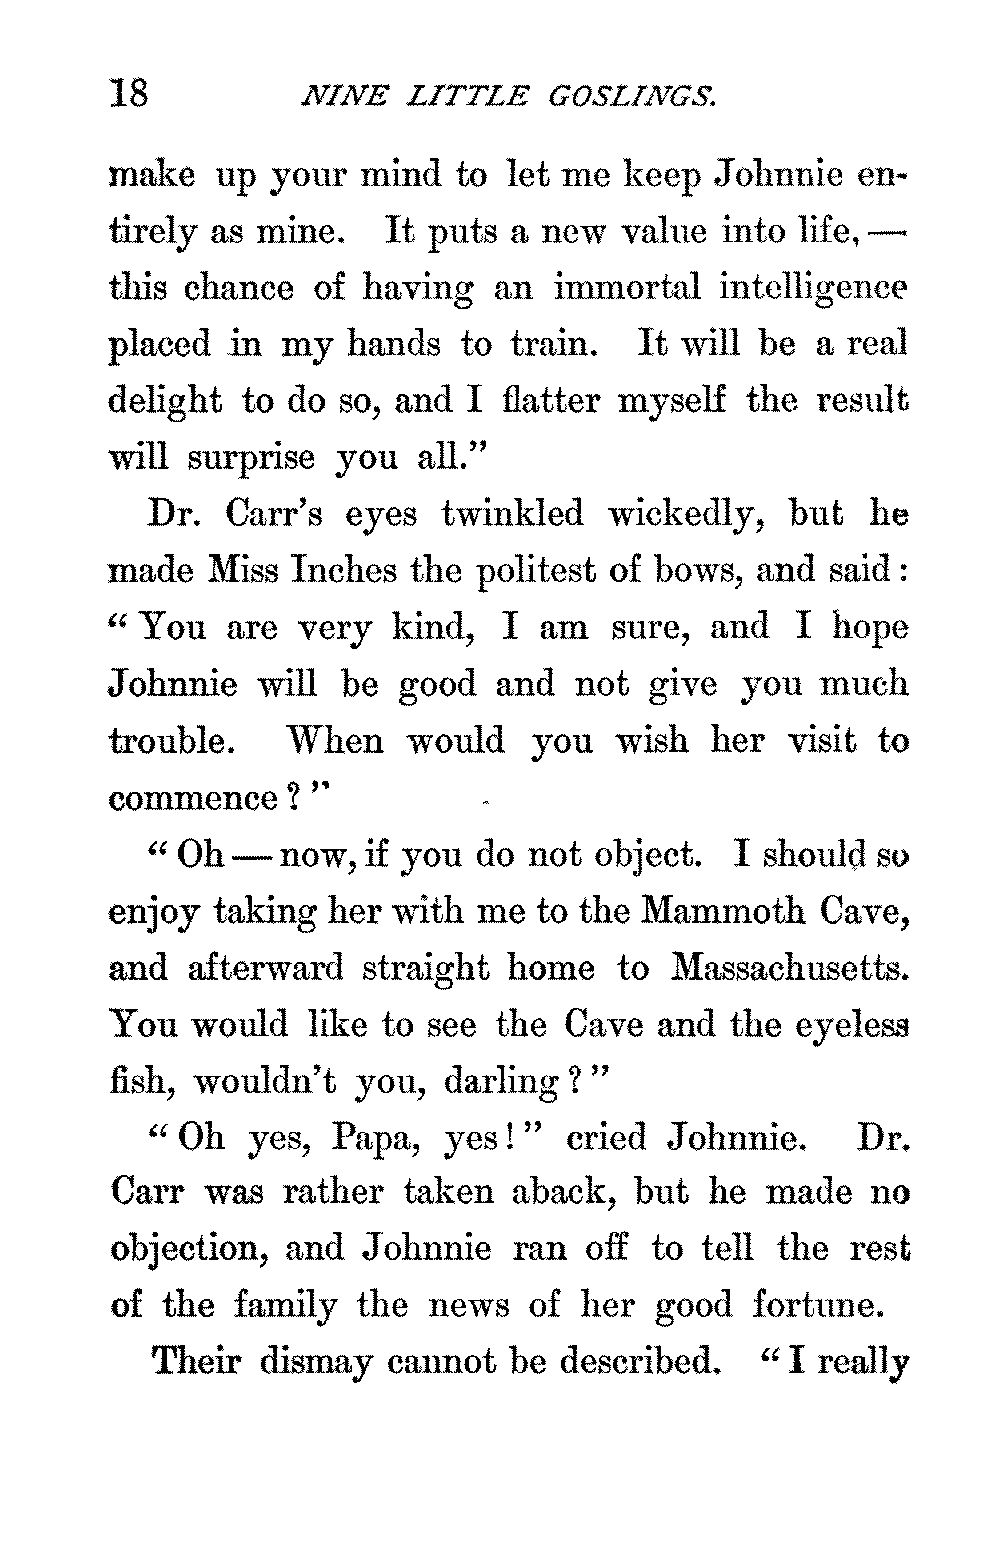 18 NINE LITTLE GOSLINGS.
make up your mind to let me keep Johnnie en-
tirely as mine. It puts a new value into life, —
this chance of having an immortal intelligence
placed in my hands to train. It will be a real
delight to do so, and I flatter myself the result
will surprise you all."
Dr. Carr's eyes twinkled wickedly, but he
made Miss Inches the politest of bows, and said:
"You are very kind, I am sure, and I hope
Johnnie will be good and not give you much
trouble. When would you wish her visit to
commence?"
"Oh — now, if you do not object. I should so
enjoy taking her with me to the Mammoth Cave,
and afterward straight home to Massachusetts.
You would like to see the Cave and the eyeless
fish, wouldn't you, darling?"
"Oh yes, Papa, yes!" cried Johnnie. Dr.
Carr was rather taken aback, but he made no
objection, and Johnnie ran off to tell the rest
of the family the news of her good fortune.
Their dismay cannot be described. "I really